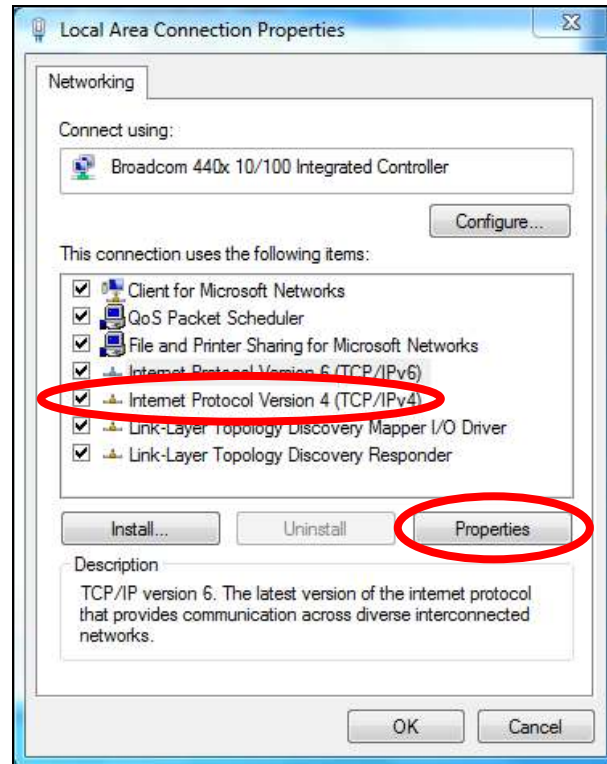 Local Area Connection Properties
Networking
Connect using:
Broadcom 440x 10/100 Integrated Controller
Configure...
This connection uses the following items:
Client for Microsoft Networks
QoS Packet Scheduler
File and Printer Sharing for Microsoft Networks
Internet Protocol Version 6 (TCP/IPv6)
Internet Protocol Version 4 (TCP/IPv4)
Link-Layer Topology Discovery Mapper I/O Driver
Link-Layer Topology Discovery Responder
Install... Uninstall Properties
Description
TCP/IP version 6. The latest version of the internet protocol
that provides communication across diverse interconnected
networks.
OK Cancel